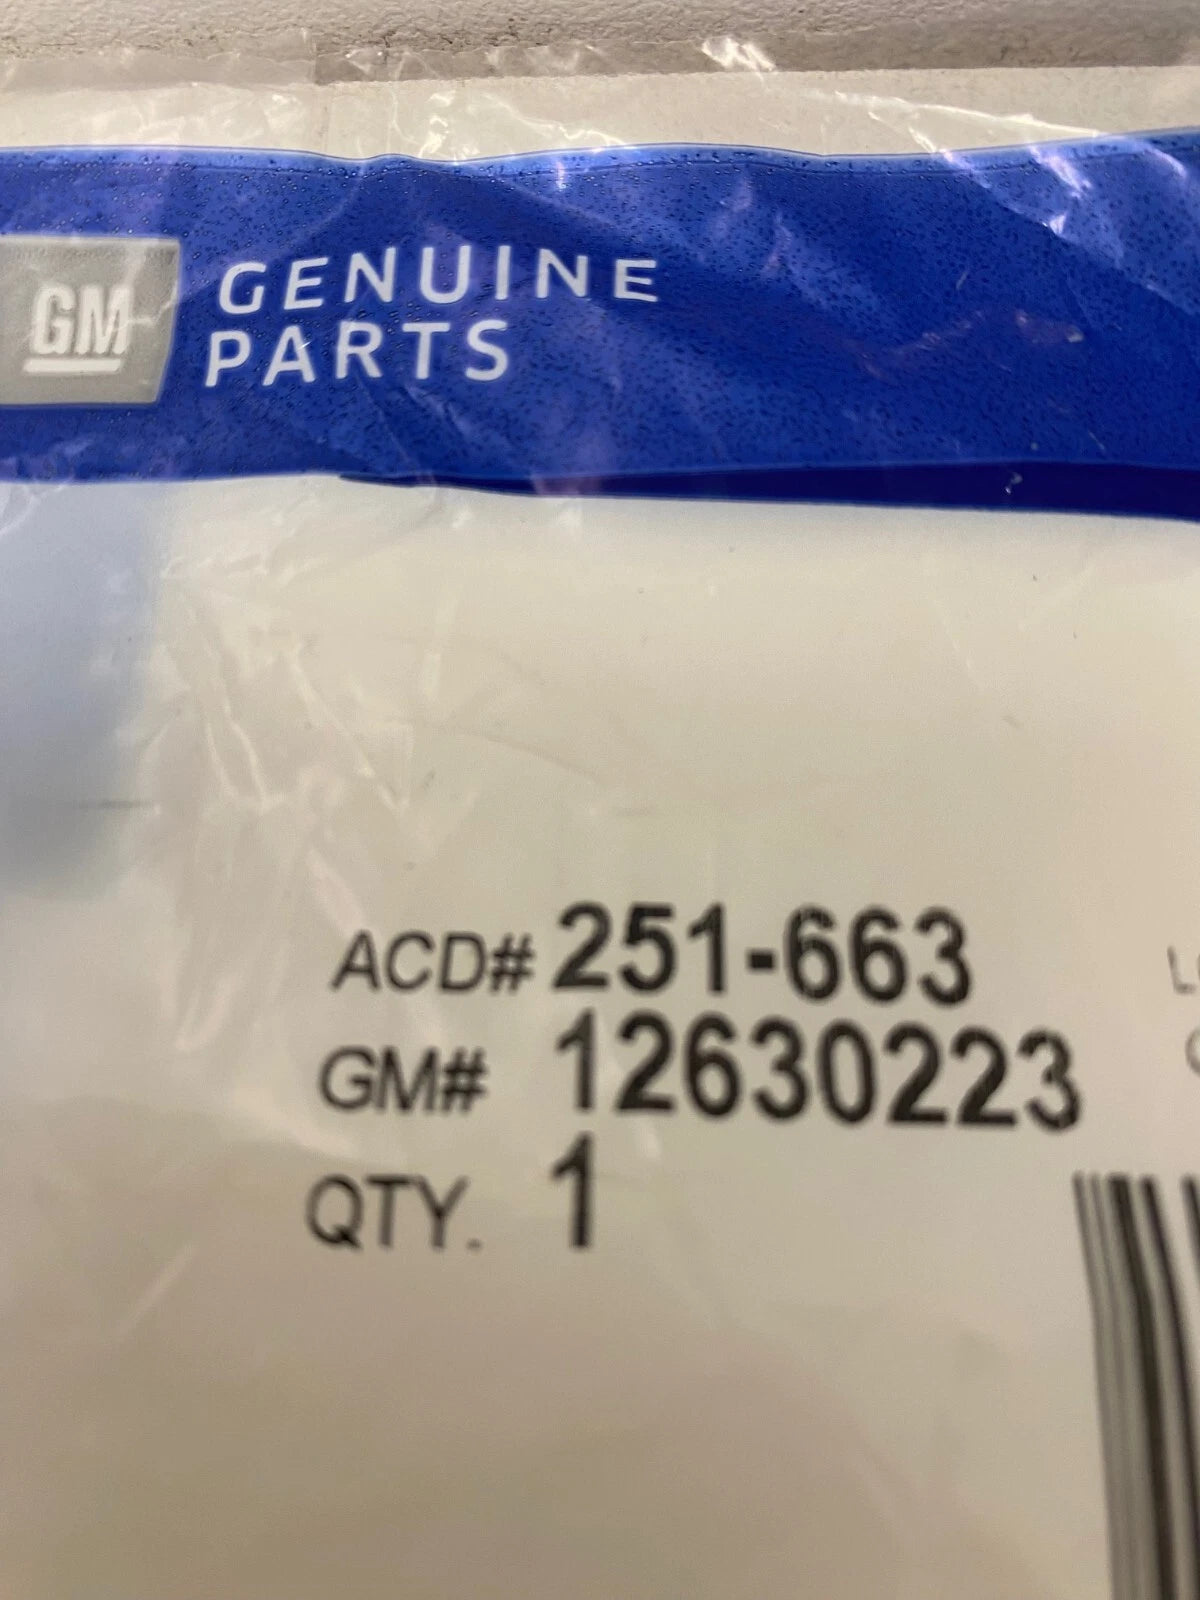 GM
GENUINE
PARTS
ACD# 251-663
GM# 12630223
QTY. 1